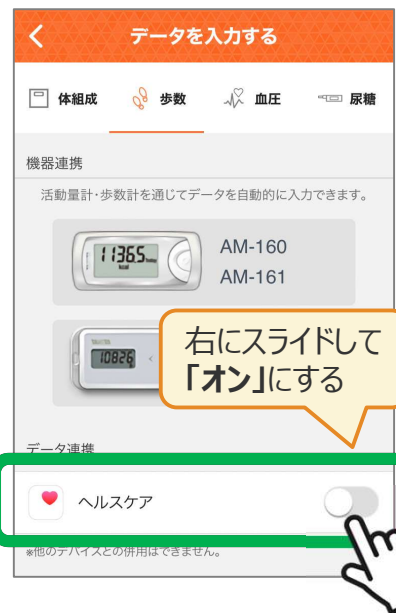 データを入力する
体組成 歩数 血圧 尿糖
機器連携
活動量計・歩数計を通じてデータを自動的に入力できます。
1136.5
kcal
AM-160
AM-161
TANITA
10826
右にスライドして
「オン」にする
データ連携
ヘルスケア
*他のデバイスとの併用はできません。